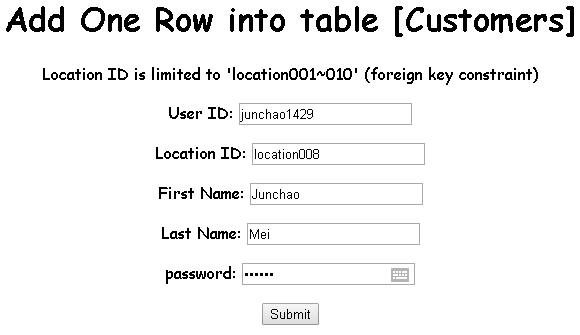 Add One Row into table [Customers]
Location ID is limited to 'location001~010' (foreign key constraint)
User ID: junchao1429
Location ID: location008
First Name: Junchao
Last Name: Mei
password: ••••••
Submit